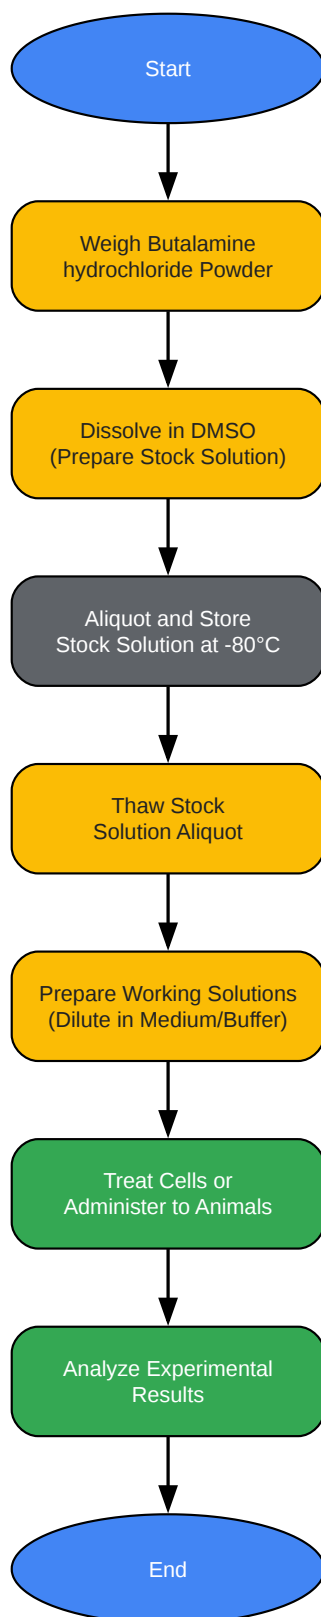 Start
Weigh Butalamine
hydrochloride Powder
Dissolve in DMSO
(Prepare Stock Solution)
Aliquot and Store
Stock Solution at -80°C
Thaw Stock
Solution Aliquot
Prepare Working Solutions
(Dilute in Medium/Buffer)
Treat Cells or
Administer to Animals
Analyze Experimental
Results
End